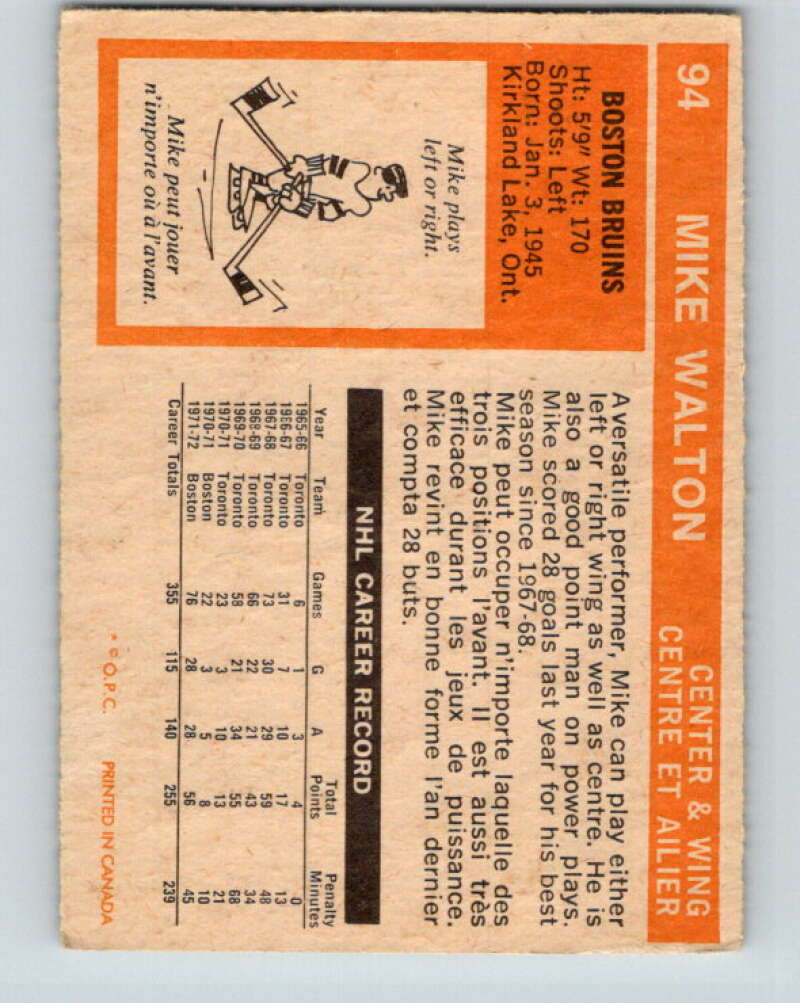 94 MIKE WALTON CENTER & WING
CENTRE ET AILIER
BOSTON BRUINS
Ht: 5'9" Wt: 170
Shoots: Left
Born: Jan. 3, 1945
Kirkland Lake, Ont.
Mike plays
left or right.
Mike peut jouer
n'importe où à l'avant.
A versatile performer, Mike can play either
left or right wing as well as centre. He is
also a good point man on power plays.
Mike scored 28 goals last year for his best
season since 1967-68.
Mike peut occuper n'importe laquelle des
trois positions l'avant. Il est aussi très
efficace durant les jeux de puissance.
Mike revint en bonne forme l'an dernier
et compta 28 buts.
NHL CAREER RECORD
Year Team Games G A Total Points Penalty Minutes
1965-66 Toronto 6 1 3 4 0
1966-67 Toronto 31 7 10 17 13
1967-68 Toronto 73 30 29 59 48
1968-69 Toronto 66 22 21 43 34
1969-70 Toronto 58 21 34 55 68
1970-71 Toronto 23 3 10 13 21
1970-71 Boston 22 3 5 8 10
1971-72 Boston 76 28 28 56 45
Career Totals 355 115 140 255 239
* © O.P.C. PRINTED IN CANADA